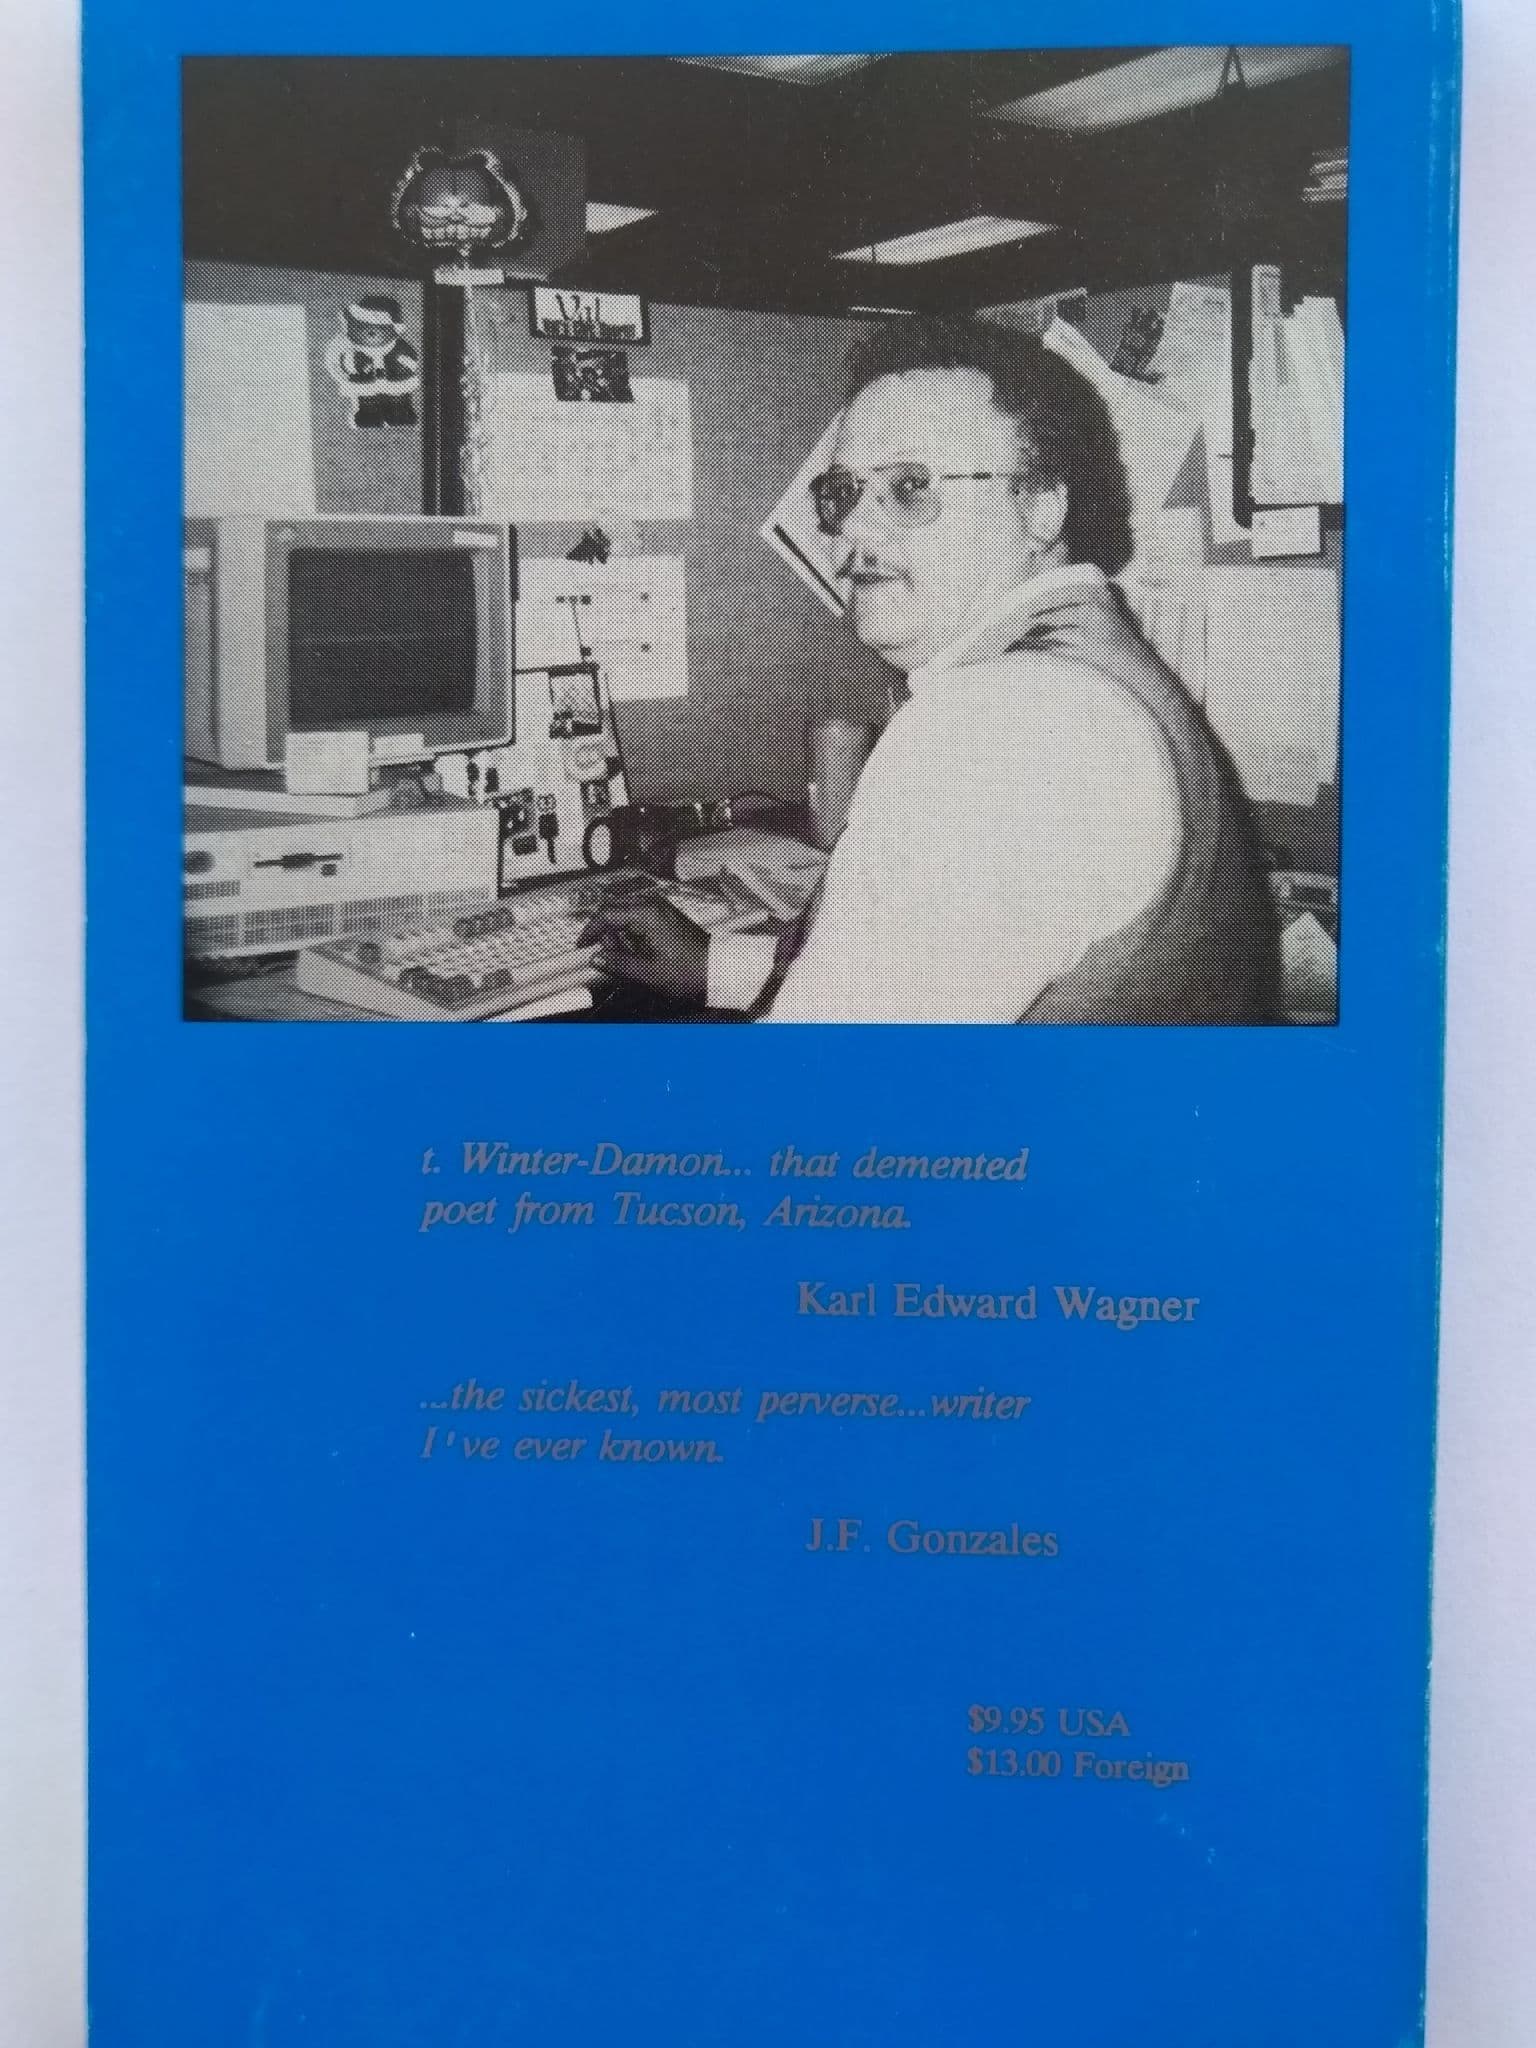 t. Winter-Damon... that demented
poet from Tucson, Arizona.
Karl Edward Wagner
...the sickest, most perverse...writer
I've ever known.
J.F. Gonzales
$9.95 USA
$13.00 Foreign